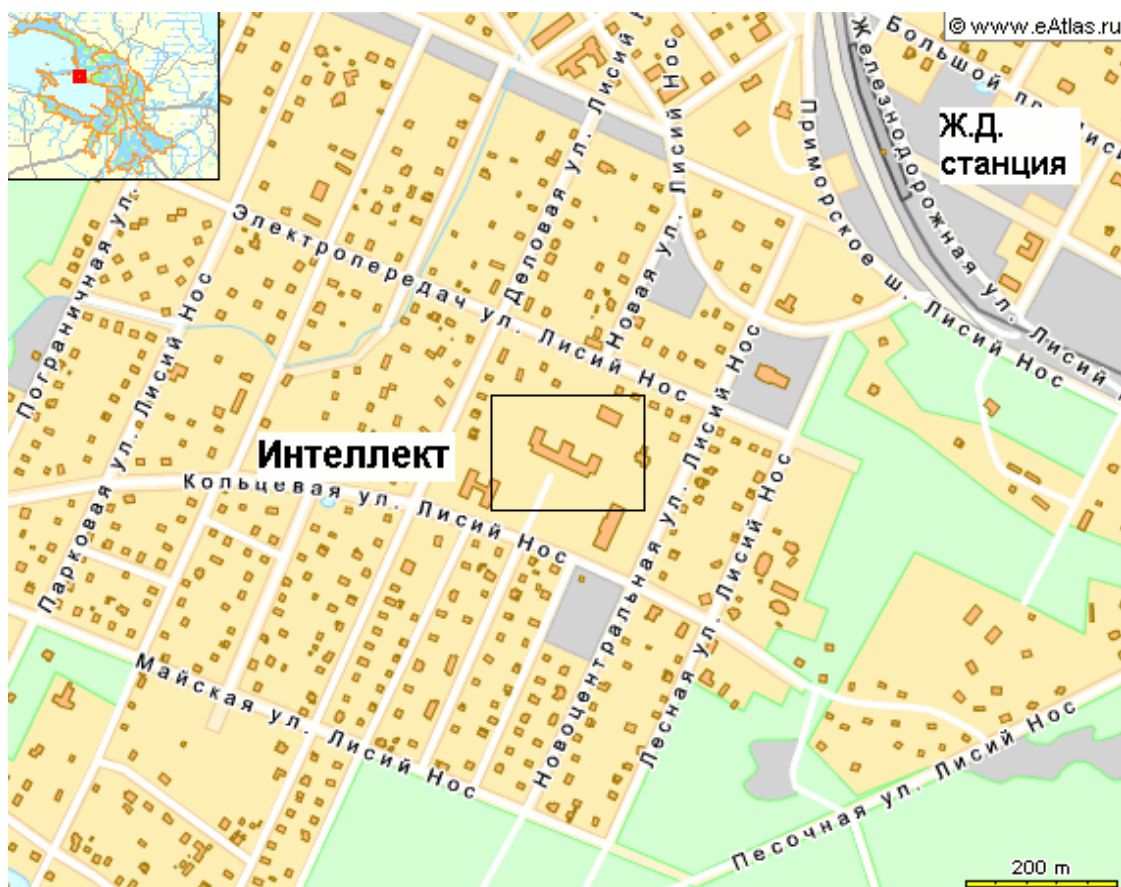 © www.eAtlas.ru
Большой пр. Лиси
Железнодорожная ул. Лисий
Ж.Д.
станция
Приморское ш. Лисий Нос
ул. Лисий Нос
Деловая ул. Лисий
Новая ул. Лисий Нос
Электропередач ул. Лисий Нос
Пограничная ул.
Парковая ул. Лисий Нос
Интеллект
Кольцевая ул. Лисий Нос
Новоцентральная ул. Лисий Нос
Лесная ул. Лисий Нос
Майская ул. Лисий Нос
Песочная ул. Лисий Нос
200 m